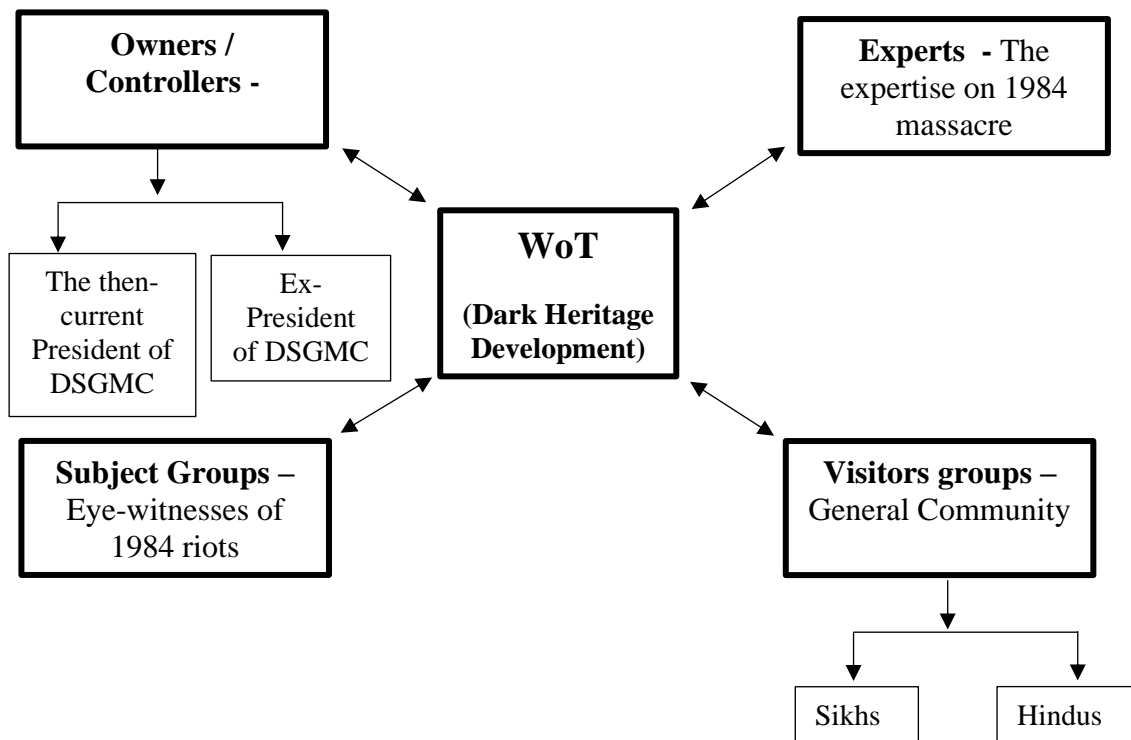 Owners /
Controllers -
Experts - The
expertise on 1984
massacre
WoT
(Dark Heritage
Development)
The then-
current
President of
DSGMC
Ex-
President
of DSGMC
Subject Groups –
Eye-witnesses of
1984 riots
Visitors groups –
General Community
Sikhs
Hindus